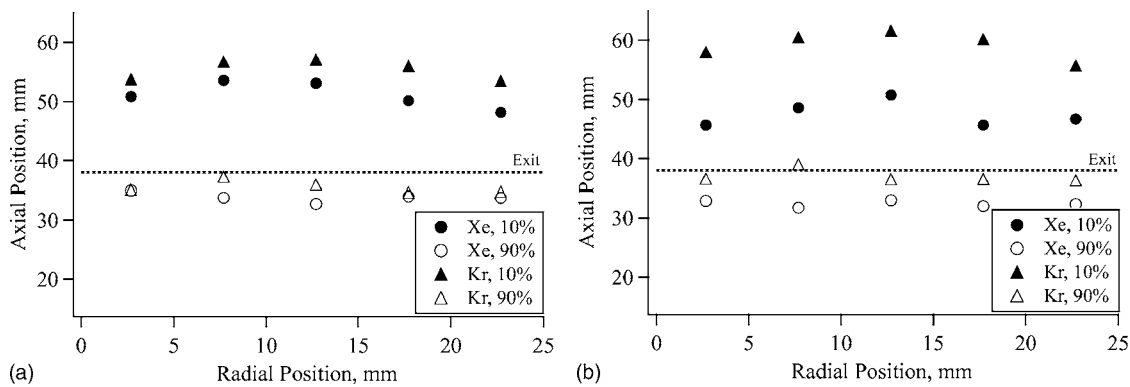 60
50
40
30
20
Axial Position, mm
Exit
Xe, 10%
Xe, 90%
Kr, 10%
Kr, 90%
0 5 10 15 20 25
Radial Position, mm
(a)
60
50
40
30
20
Axial Position, mm
Exit
Xe, 10%
Xe, 90%
Kr, 10%
Kr, 90%
0 5 10 15 20 25
Radial Position, mm
(b)